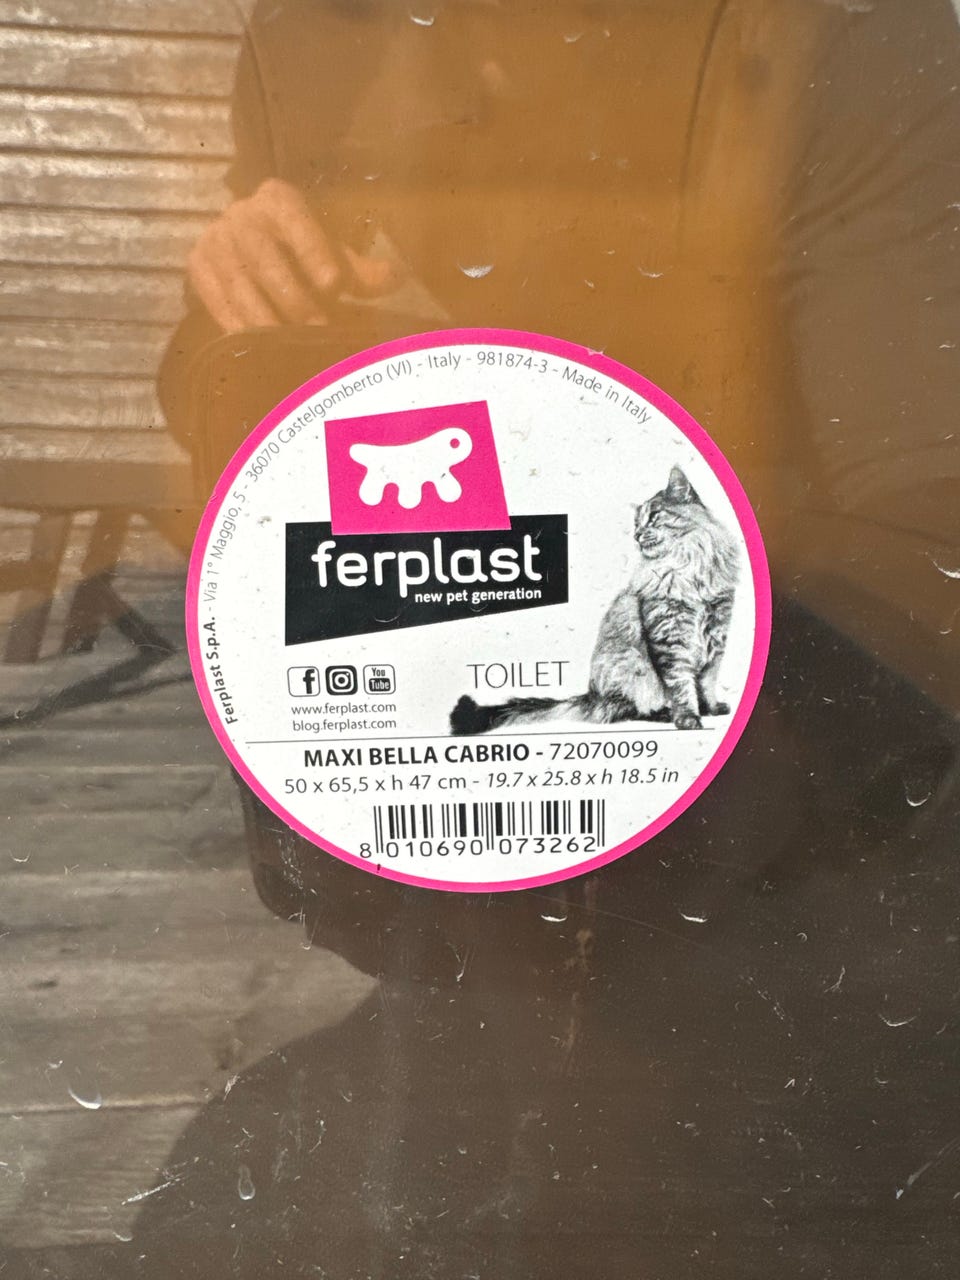 Ferplast S.p.A. - Via 1° Maggio, 5 - 36070 Castelgomberto (VI) - Italy - 981874-3 - Made in Italy
ferplast
new pet generation
You
Tube
TOILET
www.ferplast.com
blog.ferplast.com
MAXI BELLA CABRIO - 72070099
50 x 65,5 x h 47 cm - 19.7 x 25.8 x h 18.5 in
8 010690 073262